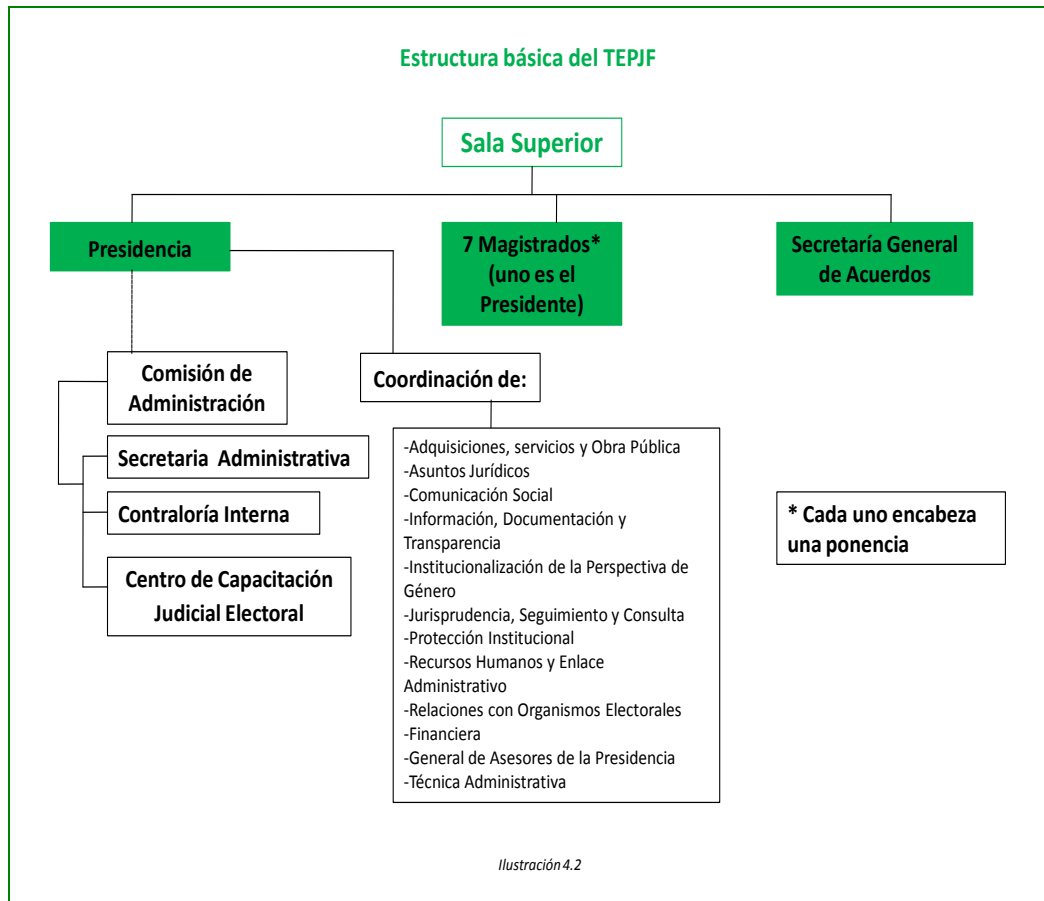 Estructura básica del TEPJF
Sala Superior
Presidencia
7 Magistrados*
(uno es el
Presidente)
Secretaría General
de Acuerdos
Comisión de
Administración
Secretaria Administrativa
Contraloría Interna
Centro de Capacitación
Judicial Electoral
Coordinación de:
-Adquisiciones, servicios y Obra Pública
-Asuntos Jurídicos
-Comunicación Social
-Información, Documentación y
Transparencia
-Institucionalización de la Perspectiva de
Género
-Jurisprudencia, Seguimiento y Consulta
-Protección Institucional
-Recursos Humanos y Enlace
Administrativo
-Relaciones con Organismos Electorales
-Financiera
-General de Asesores de la Presidencia
-Técnica Administrativa
* Cada uno encabeza
una ponencia
Ilustración 4.2